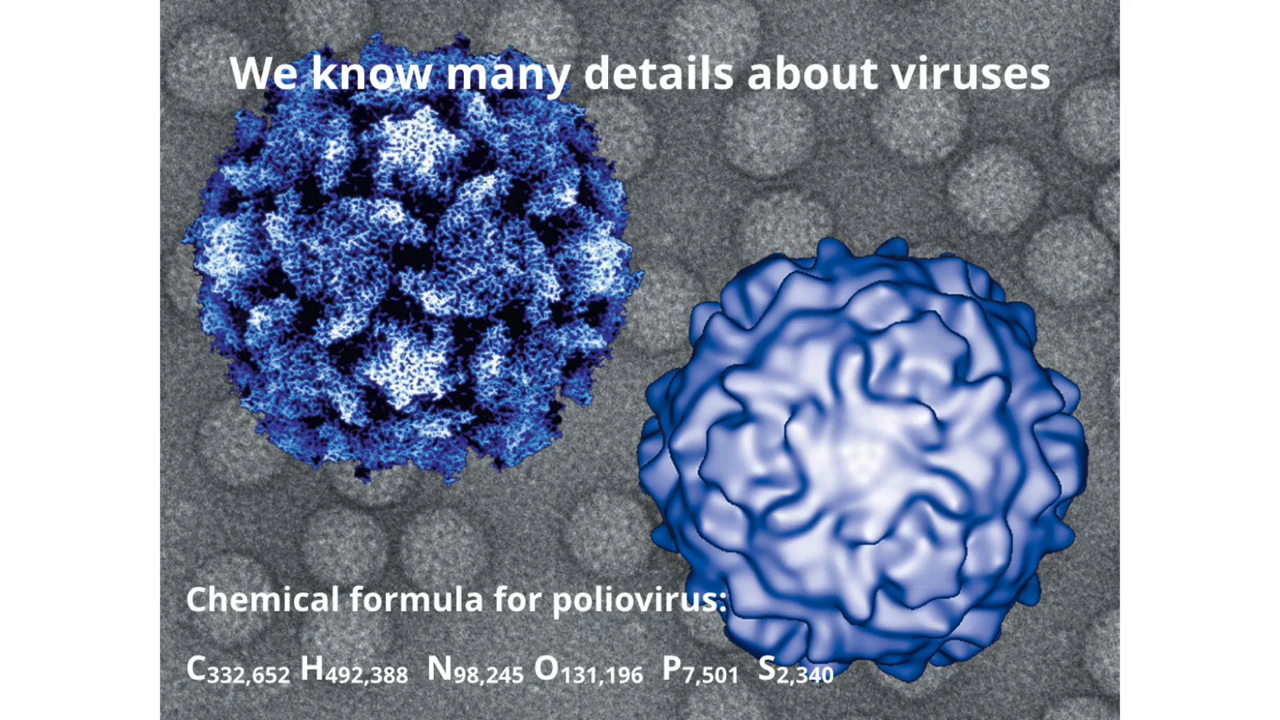 We know many details about viruses
Chemical formula for poliovirus:
C332,652 H492,388 N98,245 O131,196 P7,501 S2,340